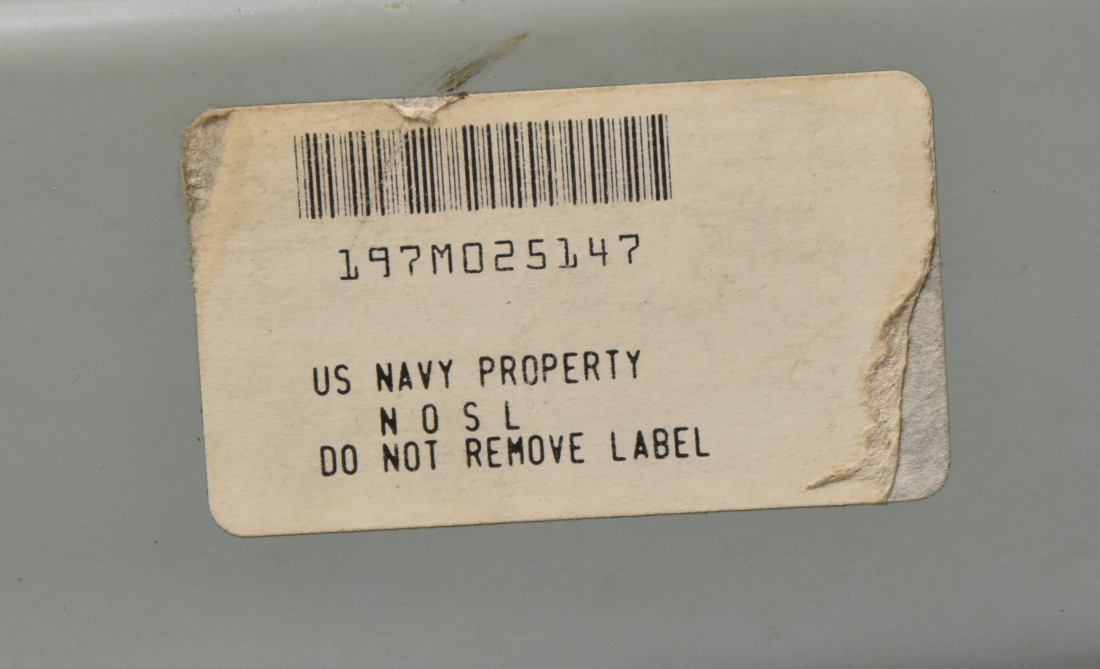 197M025147
US NAVY PROPERTY
N O S L
DO NOT REMOVE LABEL